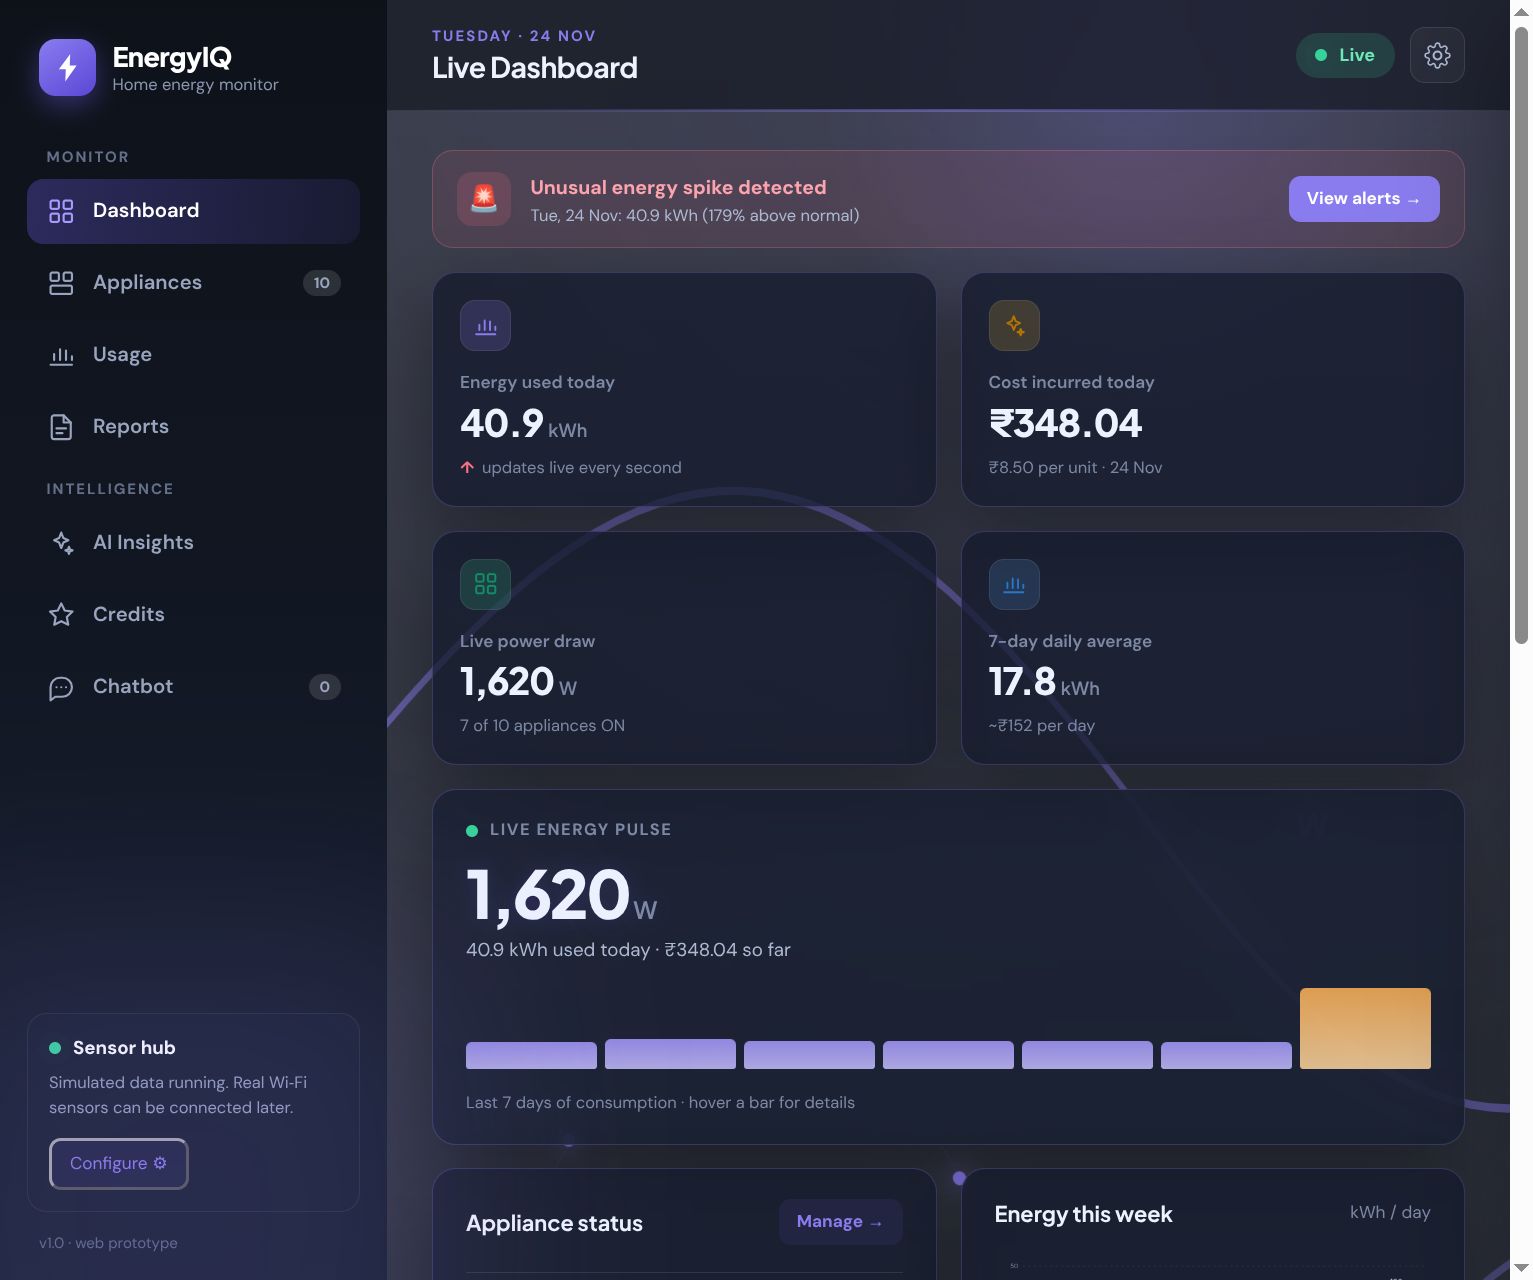 EnergyIQ
Home energy monitor
MONITOR
Dashboard
Appliances 10
Usage
Reports
INTELLIGENCE
AI Insights
Credits
Chatbot 0
Sensor hub
Simulated data running. Real Wi-Fi
sensors can be connected later.
Configure ⚙
v1.0 · web prototype
TUESDAY · 24 NOV
Live Dashboard
Live
Unusual energy spike detected
Tue, 24 Nov: 40.9 kWh (179% above normal)
View alerts →
Energy used today
40.9 kWh
↑ updates live every second
Cost incurred today
₹348.04
₹8.50 per unit · 24 Nov
Live power draw
1,620 W
7 of 10 appliances ON
7-day daily average
17.8 kWh
~₹152 per day
LIVE ENERGY PULSE
1,620 W
40.9 kWh used today · ₹348.04 so far
Last 7 days of consumption · hover a bar for details
Appliance status
Manage →
Energy this week
kWh / day
50